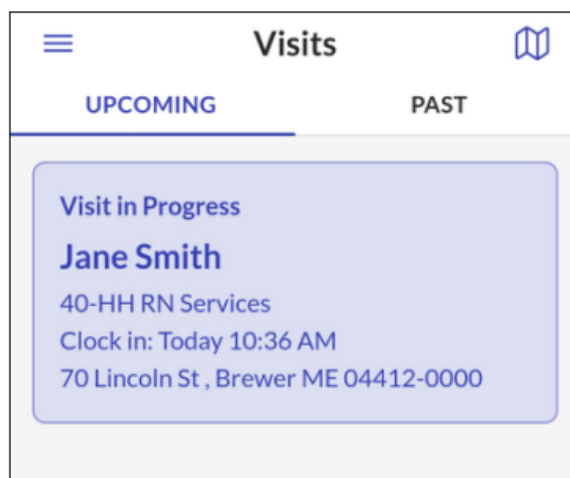 Visits
UPCOMING PAST
Visit in Progress
Jane Smith
40-HH RN Services
Clock in: Today 10:36 AM
70 Lincoln St , Brewer ME 04412-0000